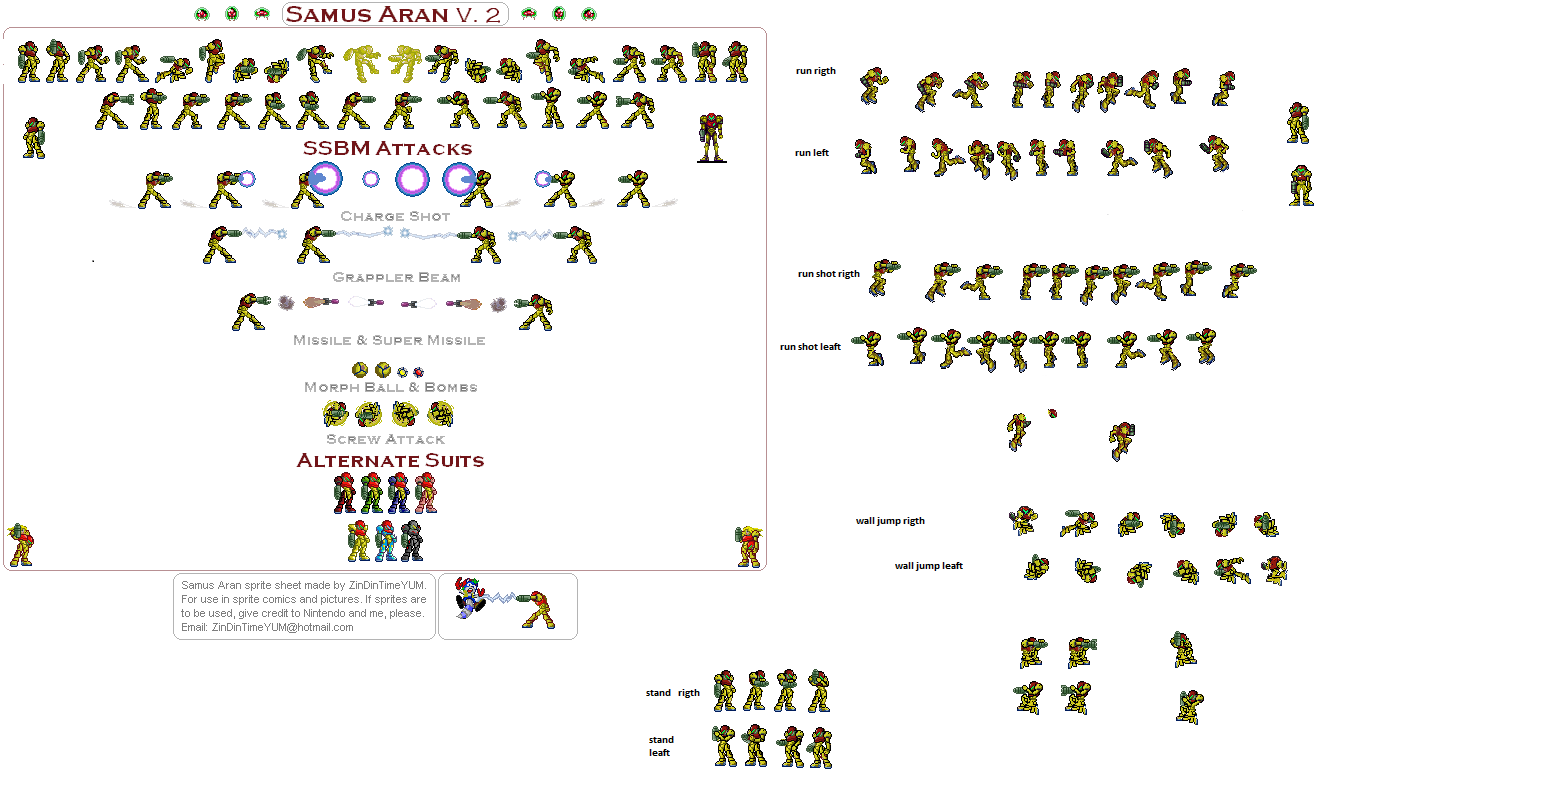 Samus Aran V. 2
SSBM Attacks
Charge Shot
Grappler Beam
Missile & Super Missile
Morph Ball & Bombs
Screw Attack
Alternate Suits
Samus Aran sprite sheet made by ZinDinTimeYUM.
For use in sprite comics and pictures. If sprites are
to be used, give credit to Nintendo and me, please.
Email: ZinDinTimeYUM@hotmail.com
run rigth
run left
run shot rigth
run shot leaft
wall jump rigth
wall jump leaft
stand rigth
stand
leaft